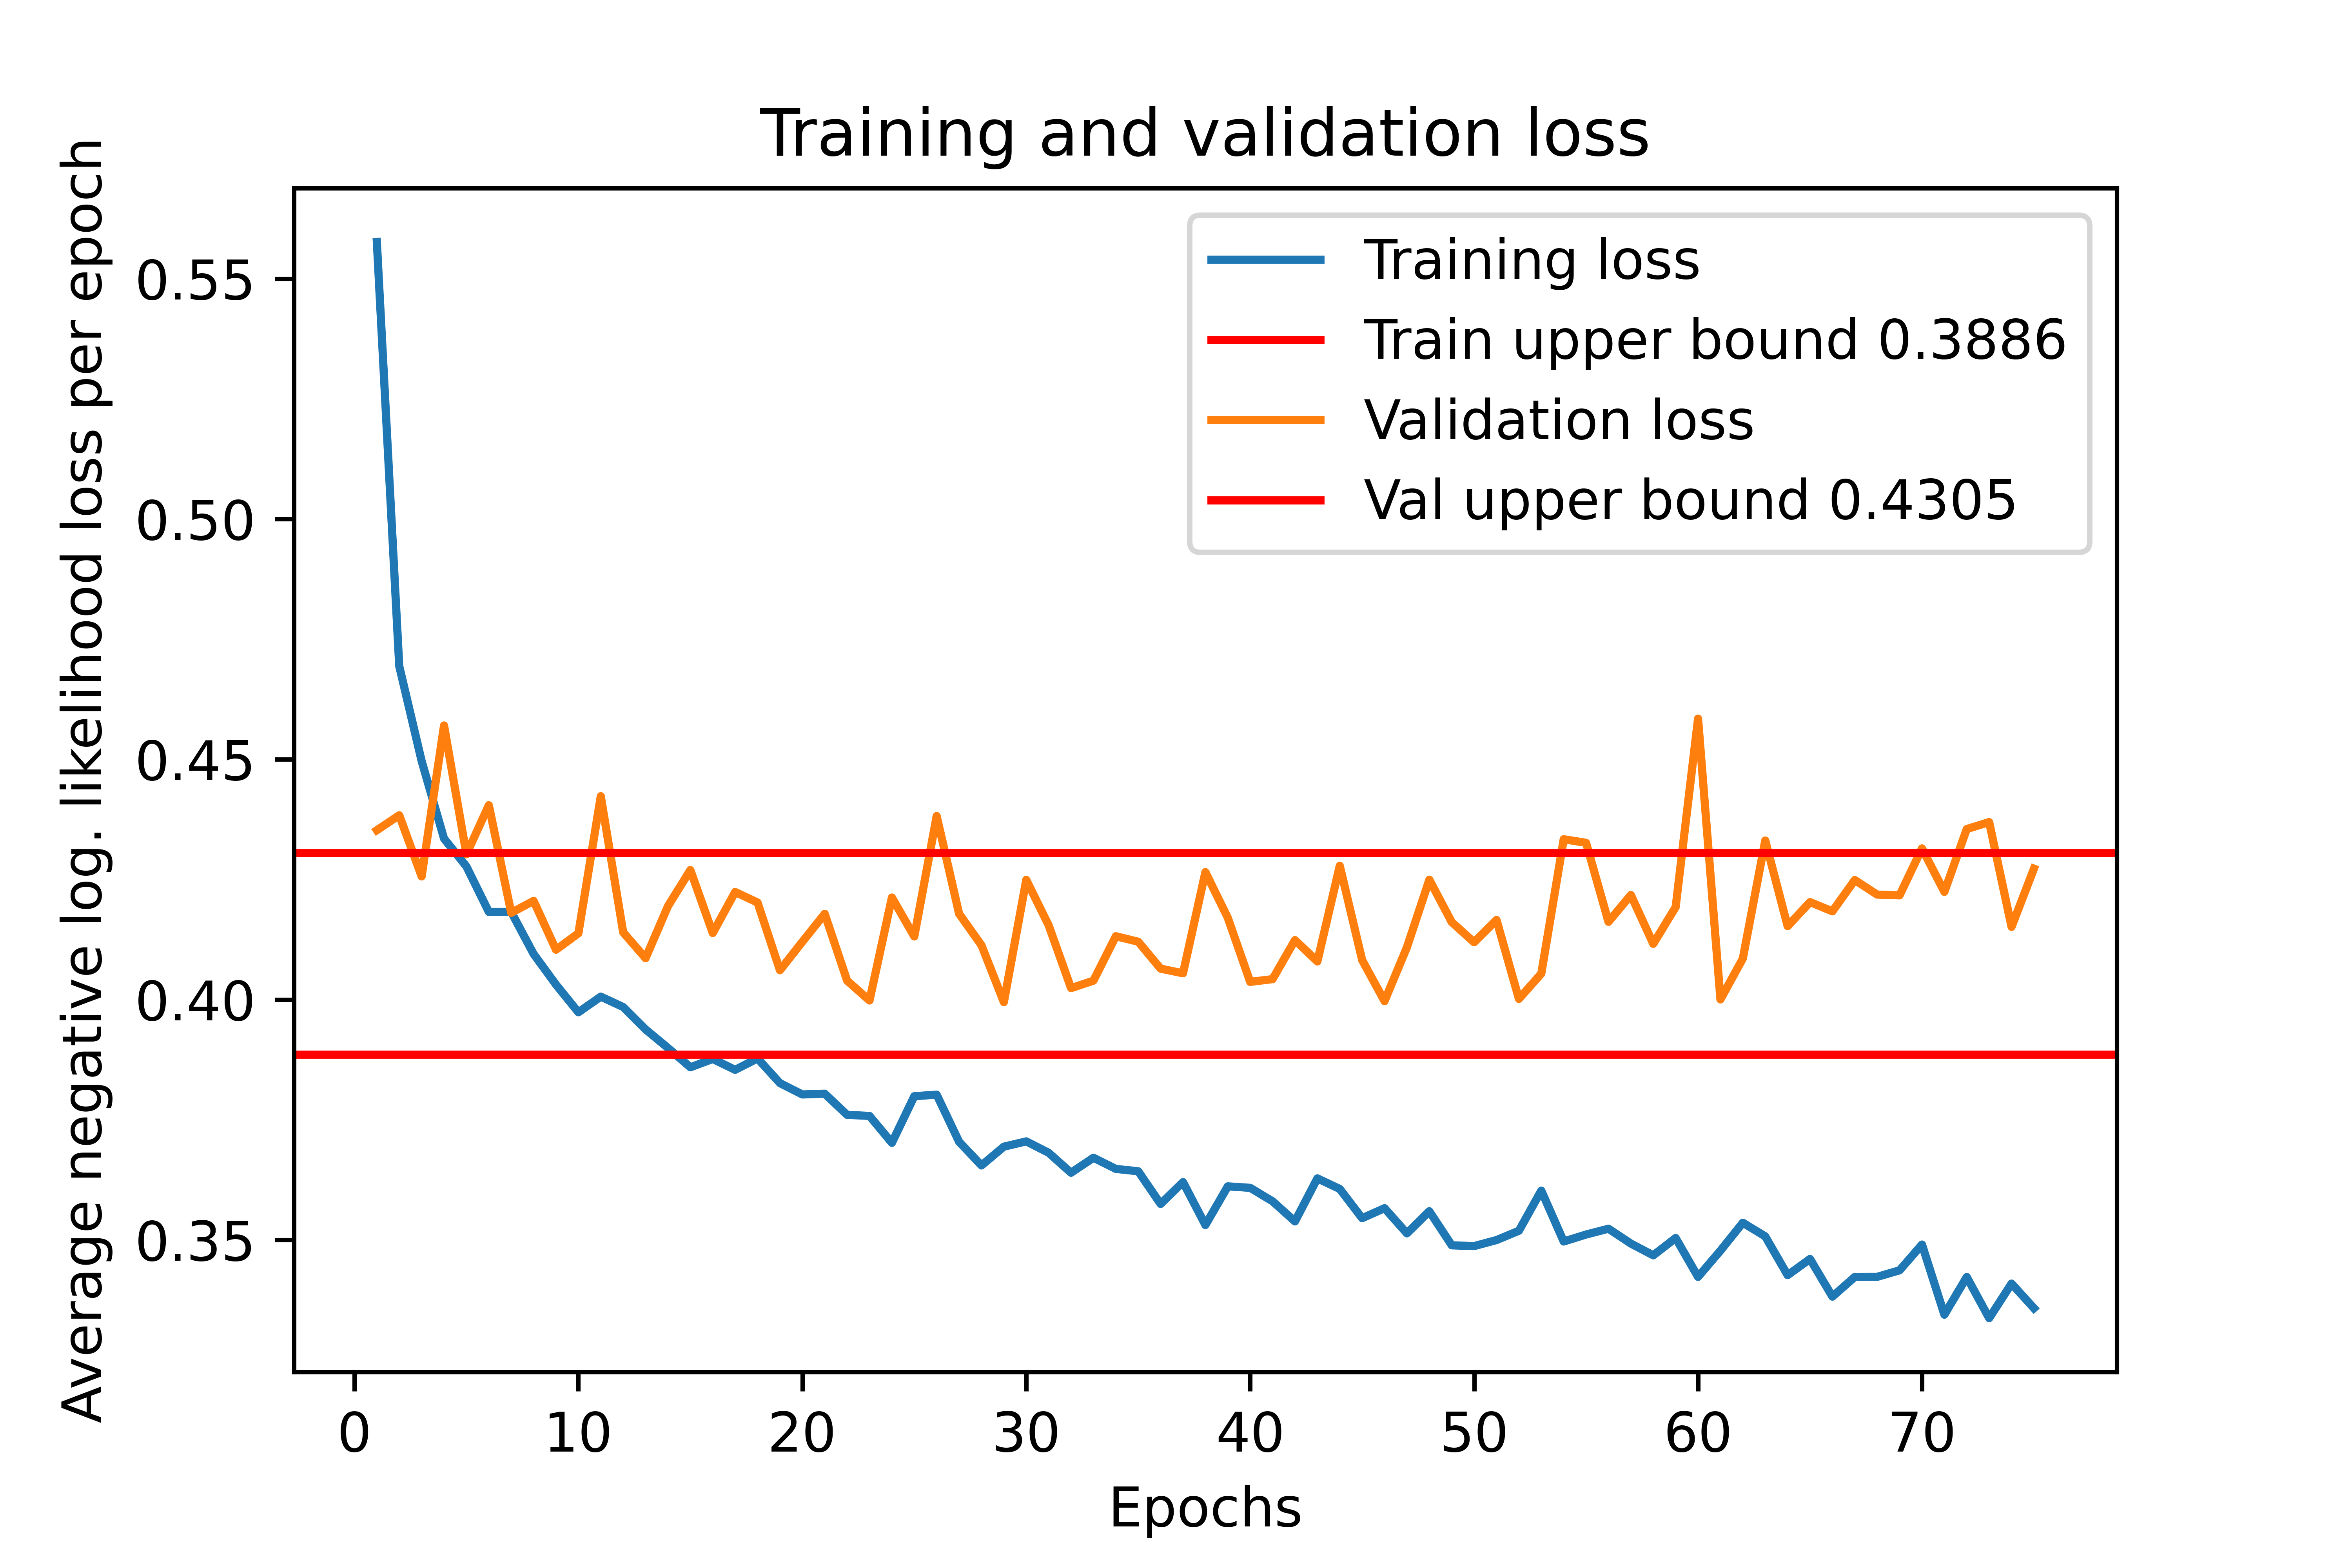 Training and validation loss
Average negative log. likelihood loss per epoch
0.55
0.50
0.45
0.40
0.35
Training loss
Train upper bound 0.3886
Validation loss
Val upper bound 0.4305
0 10 20 30 40 50 60 70
Epochs